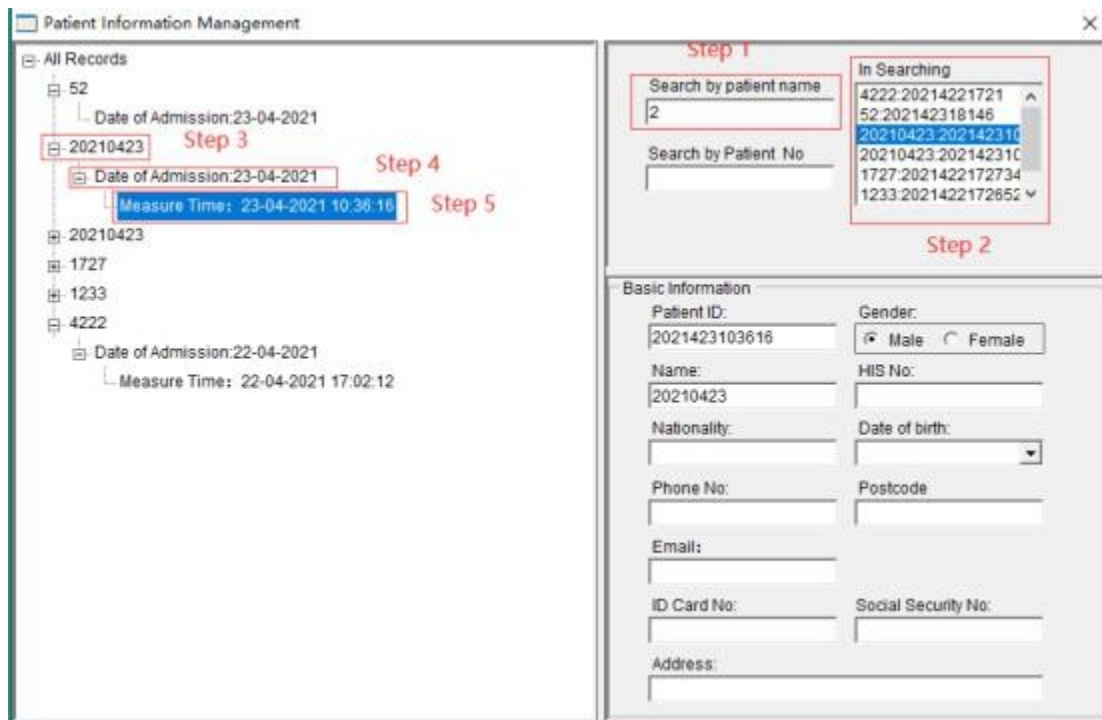 Patient Information Management
All Records
52
Date of Admission:23-04-2021
20210423
Step 3
Date of Admission:23-04-2021
Step 4
Measure Time：23-04-2021 10:36:16
Step 5
20210423
1727
1233
4222
Date of Admission:22-04-2021
Measure Time：22-04-2021 17:02:12
Step 1
Search by patient name
2
Search by Patient No
In Searching
4222:20214221721
52:202142318146
20210423:202142310
20210423:202142310
1727:2021422172734
1233:2021422172652
Step 2
Basic Information
Patient ID:
2021423103616
Gender:
Male Female
Name:
20210423
HIS No:
Nationality:
Date of birth:
Phone No:
Postcode
Email：
ID Card No:
Social Security No:
Address: